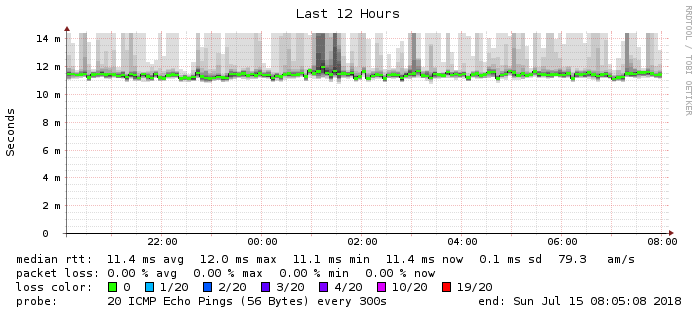 Last 12 Hours
RRDTOOL / TOBI OETIKER
Seconds
14 m
12 m
10 m
8 m
6 m
4 m
2 m
0
22:00 00:00 02:00 04:00 06:00 08:00
median rtt: 11.4 ms avg 12.0 ms max 11.1 ms min 11.4 ms now 0.1 ms sd 79.3 am/s
packet loss: 0.00 % avg 0.00 % max 0.00 % min 0.00 % now
loss color: 0 1/20 2/20 3/20 4/20 10/20 19/20
probe: 20 ICMP Echo Pings (56 Bytes) every 300s end: Sun Jul 15 08:05:08 2018